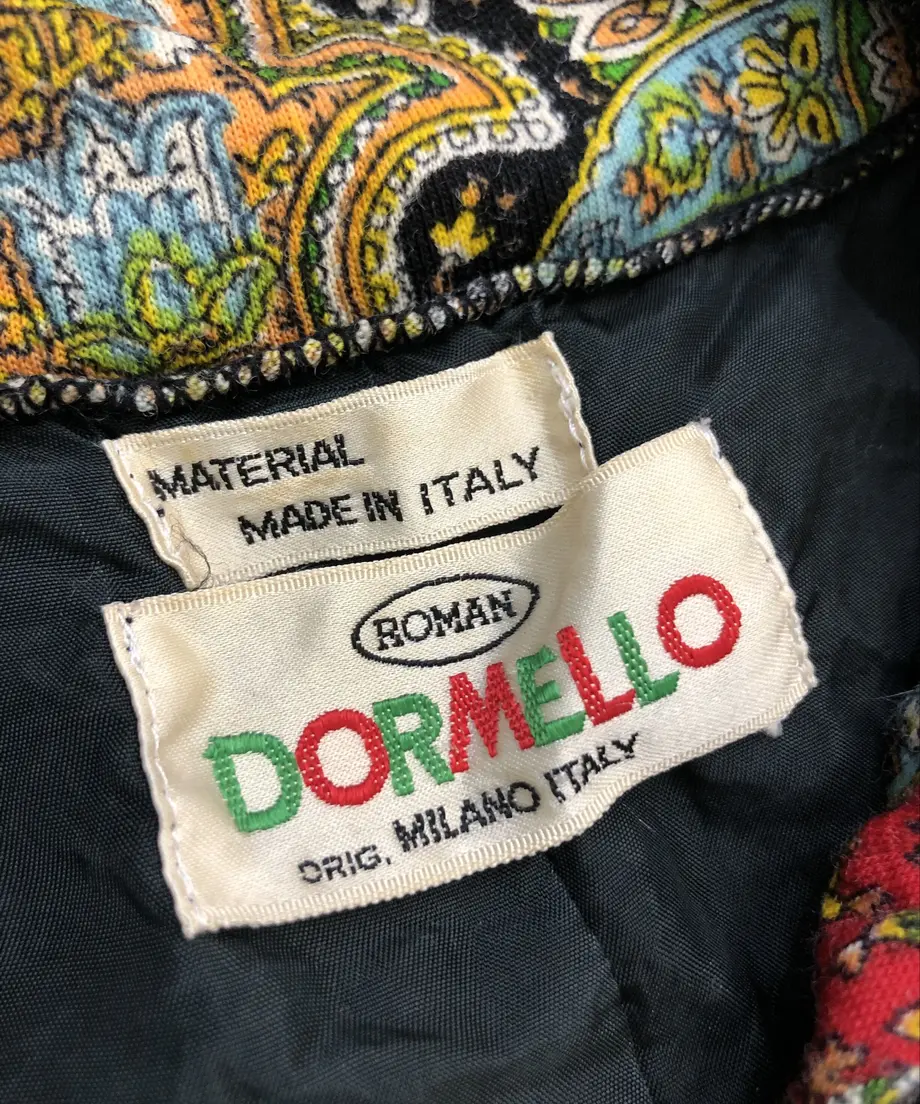 MATERIAL
MADE IN ITALY
ROMAN
DORMELLO
ORIG, MILANO ITALY